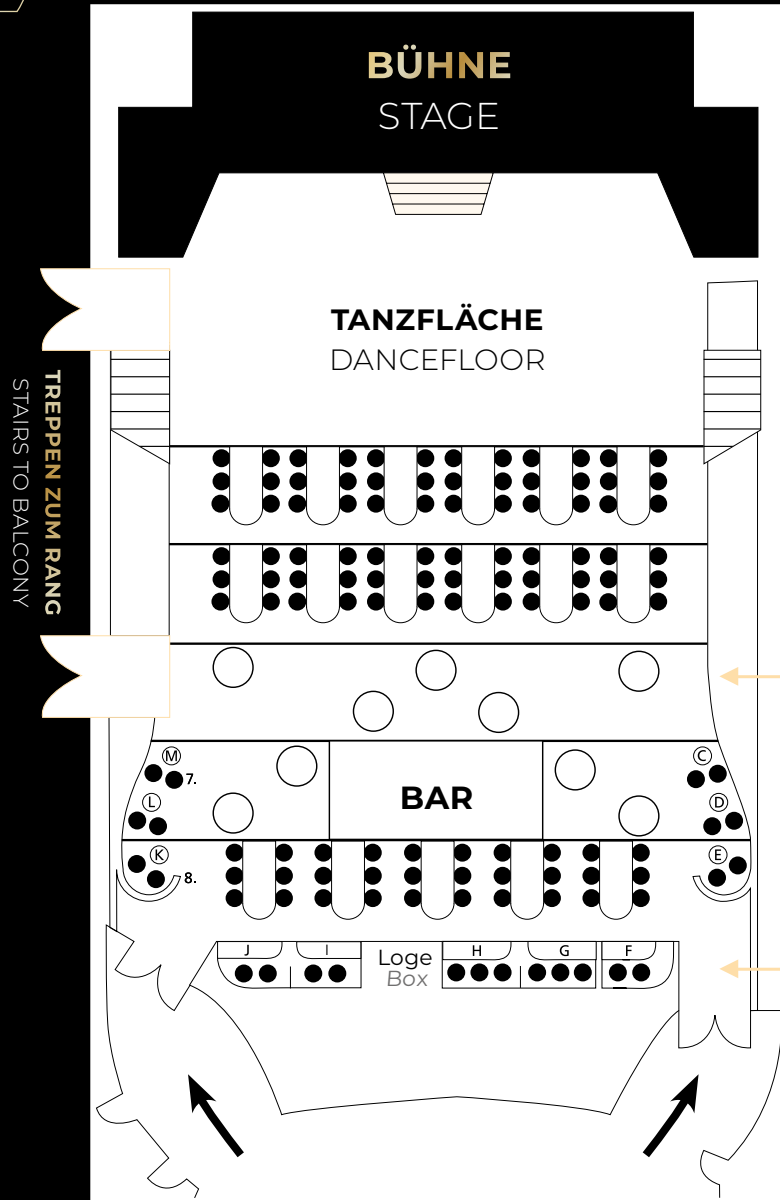 BÜHNE
STAGE
TANZFLÄCHE
DANCEFLOOR
TREPPEN ZUM RANG
STAIRS TO BALCONY
M
7.
L
K
8.
BAR
C
D
E
J
I
Loge
Box
H
G
F